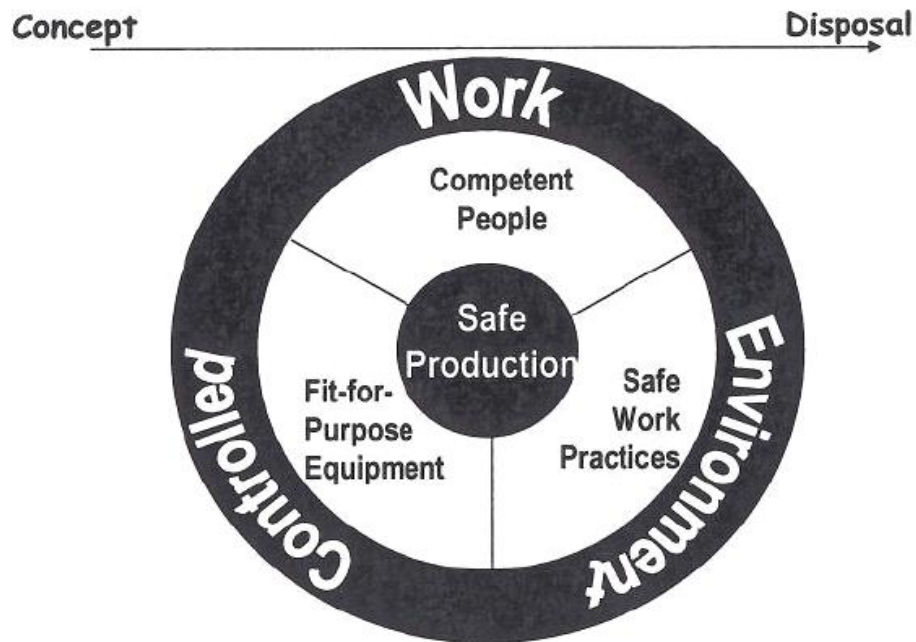 Concept
Disposal
Work
Competent
People
Safe
Production
Fit-for-
Purpose
Equipment
Safe
Work
Practices
Controlled
Environment